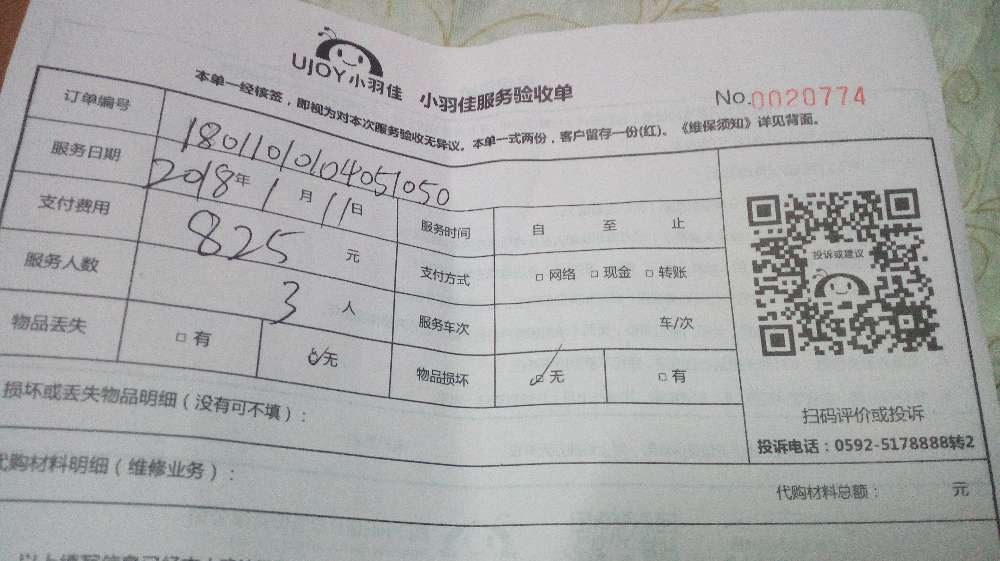 UJOY小羽佳 小羽佳服务验收单
No.0020774
本单一经核签，即视为对本次服务验收无异议。本单一式两份，客户留存一份(红)。《维保须知》详见背面。
订单编号 18011010104051050
服务日期 2018年1月11日 服务时间 自 至 止
支付费用 825元 支付方式 □网络 □现金 □转账
服务人数 3人 服务车次 车/次
物品丢失 □有 ☑无 物品损坏 ☑无 □有
投诉或建议
扫码评价或投诉
投诉电话：0592-5178888转2
损坏或丢失物品明细（没有可不填）：
代购材料明细（维修业务）：
代购材料总额： 元